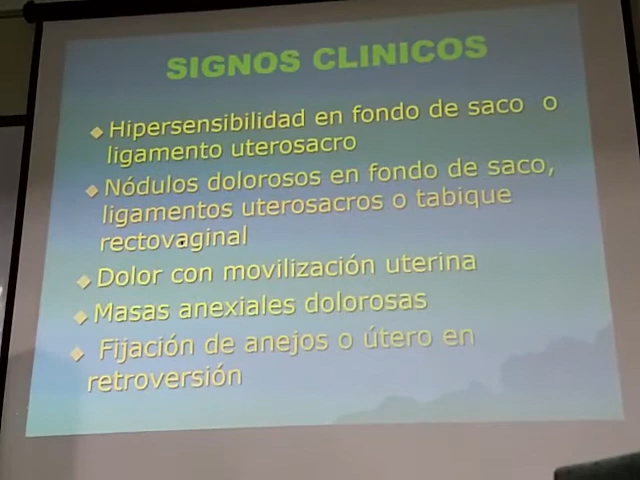 SIGNOS CLINICOS
Hipersensibilidad en fondo de saco o
ligamento uterosacro
Nódulos dolorosos en fondo de saco,
ligamentos uterosacros o tabique
rectovaginal
Dolor con movilización uterina
Masas anexiales dolorosas
Fijación de anejos o útero en
retroversión